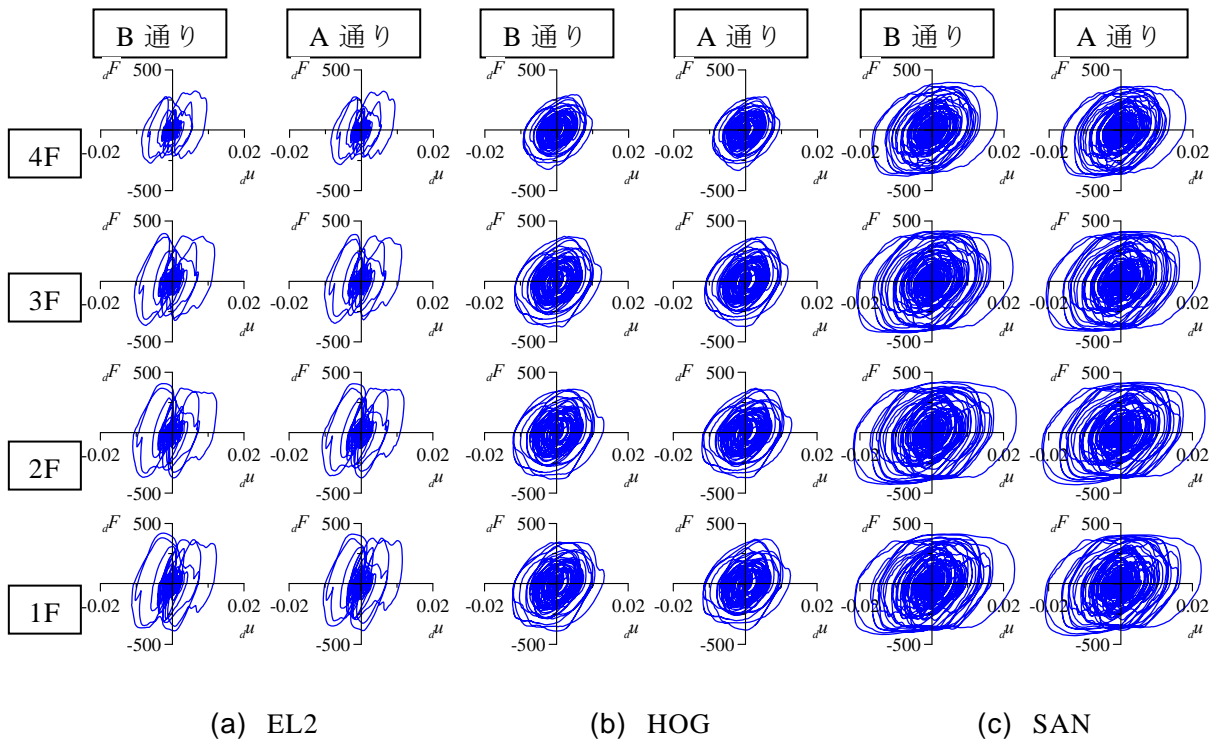 B 通り A 通り B 通り A 通り B 通り A 通り
dF 500 dF 500 dF 500 dF 500 dF 500 dF 500
4F
-0.02 0.02 -0.02 0.02 -0.02 0.02 -0.02 0.02 -0.02 0.02 -0.02 0.02
du du du du du du
-500 -500 -500 -500 -500 -500
dF 500 dF 500 dF 500 dF 500 dF 500 dF 500
3F
-0.02 0.02 -0.02 0.02 -0.02 0.02 -0.02 0.02 -0.02 0.02 -0.02 0.02
du du du du du du
-500 -500 -500 -500 -500 -500
dF 500 dF 500 dF 500 dF 500 dF 500 dF 500
2F
-0.02 0.02 -0.02 0.02 -0.02 0.02 -0.02 0.02 -0.02 0.02 -0.02 0.02
du du du du du du
-500 -500 -500 -500 -500 -500
dF 500 dF 500 dF 500 dF 500 dF 500 dF 500
1F
-0.02 0.02 -0.02 0.02 -0.02 0.02 -0.02 0.02 -0.02 0.02 -0.02 0.02
du du du du du du
-500 -500 -500 -500 -500 -500
(a) EL2 (b) HOG (c) SAN